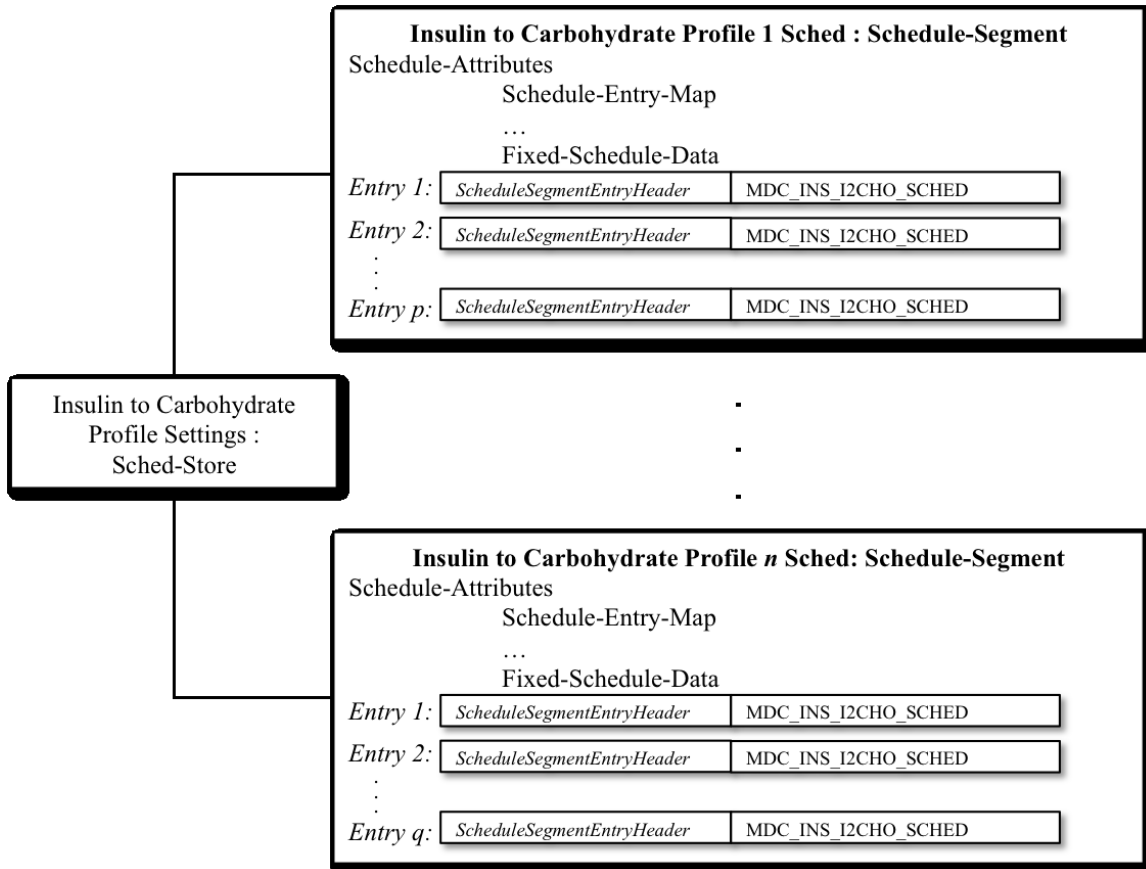 Insulin to Carbohydrate Profile 1 Sched : Schedule-Segment
Schedule-Attributes
Schedule-Entry-Map
…
Fixed-Schedule-Data
Entry 1: ScheduleSegmentEntryHeader MDC_INS_I2CHO_SCHED
Entry 2: ScheduleSegmentEntryHeader MDC_INS_I2CHO_SCHED
Entry p: ScheduleSegmentEntryHeader MDC_INS_I2CHO_SCHED
Insulin to Carbohydrate
Profile Settings :
Sched-Store
Insulin to Carbohydrate Profile n Sched: Schedule-Segment
Schedule-Attributes
Schedule-Entry-Map
…
Fixed-Schedule-Data
Entry 1: ScheduleSegmentEntryHeader MDC_INS_I2CHO_SCHED
Entry 2: ScheduleSegmentEntryHeader MDC_INS_I2CHO_SCHED
Entry q: ScheduleSegmentEntryHeader MDC_INS_I2CHO_SCHED